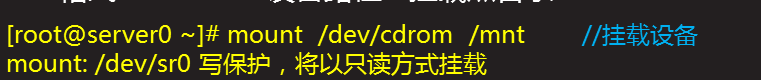 [root@server0 ~]# mount /dev/cdrom /mnt //挂载设备
mount: /dev/sr0 写保护，将以只读方式挂载